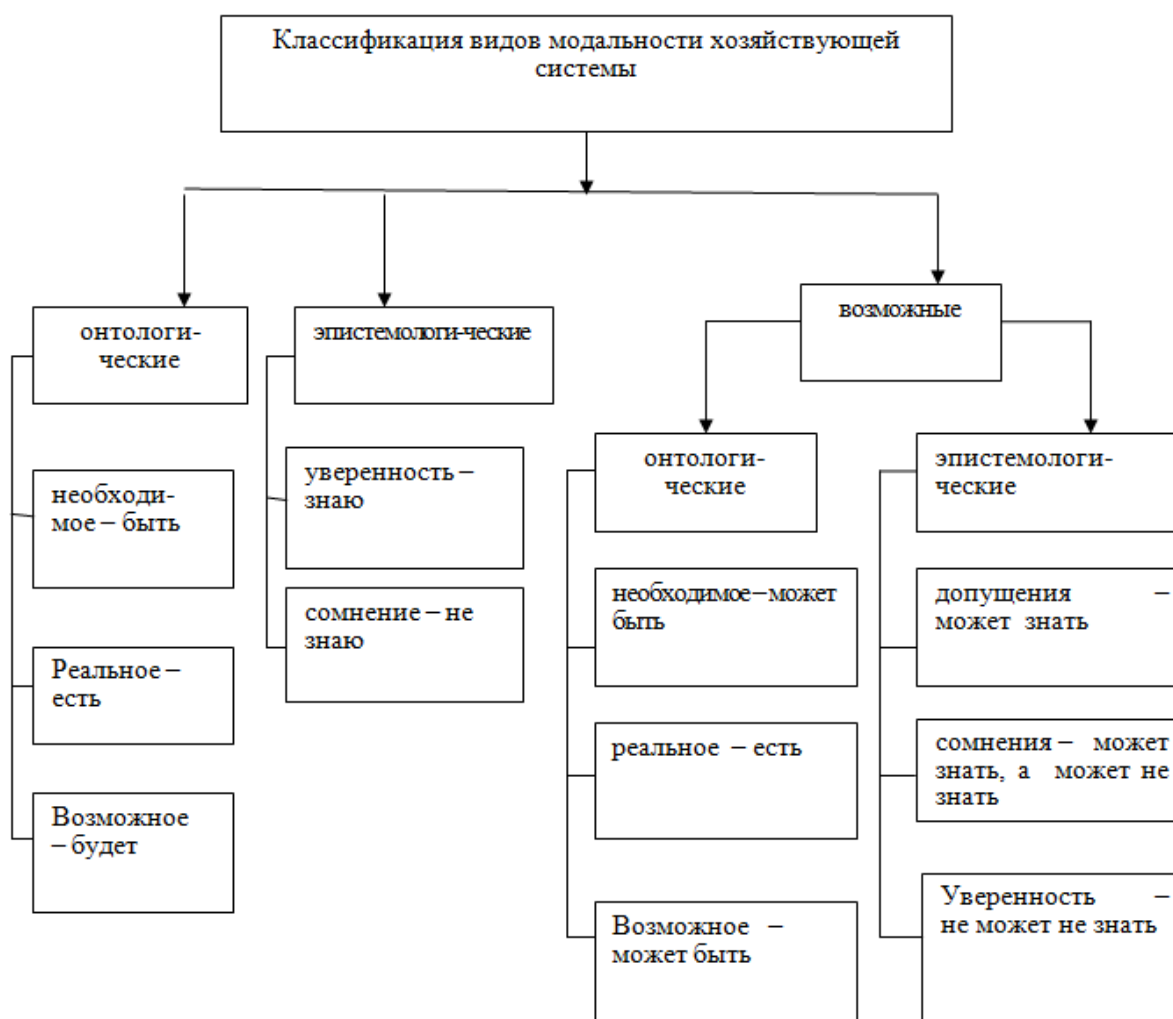 Классификация видов модальности хозяйствующей
системы
онтологи-
ческие
необходи-
мое – быть
Реальное –
есть
Возможное
– будет
эпистемологи-ческие
уверенность –
знаю
сомнение – не
знаю
возможные
онтологи-
ческие
необходимое – может
быть
реальное – есть
Возможное –
может быть
эпистемологи-
ческие
допущения –
может знать
сомнения – может
знать, а может не
знать
Уверенность –
не может не знать